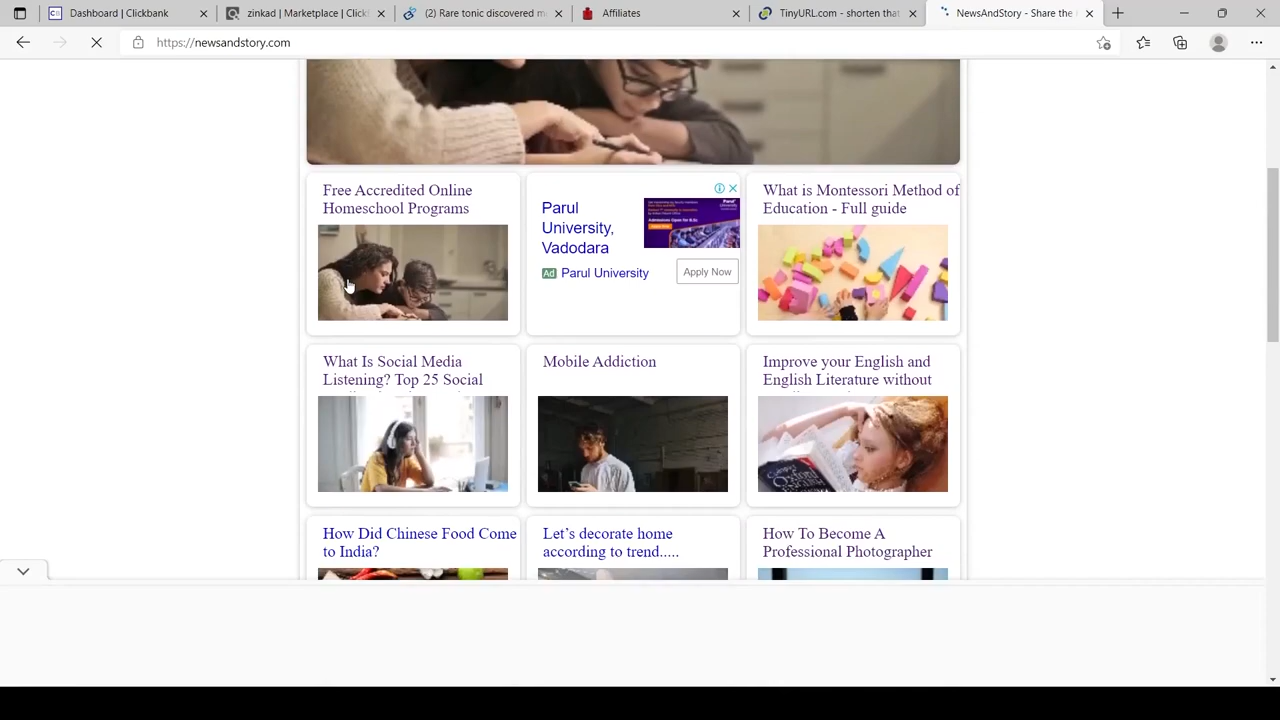 Dashboard | Clickbank
zinkad | Marketplace | Click
(2) Rare tonic discovered m
Affiliates
TinyURL.com - shorten that
NewsAndStory - Share the
https://newsandstory.com
Free Accredited Online
Homeschool Programs
Parul
University,
Vadodara
Ad Parul University
Apply Now
What is Montessori Method of
Education - Full guide
What Is Social Media
Listening? Top 25 Social
Mobile Addiction
Improve your English and
English Literature without
How Did Chinese Food Come
to India?
Let’s decorate home
according to trend.....
How To Become A
Professional Photographer